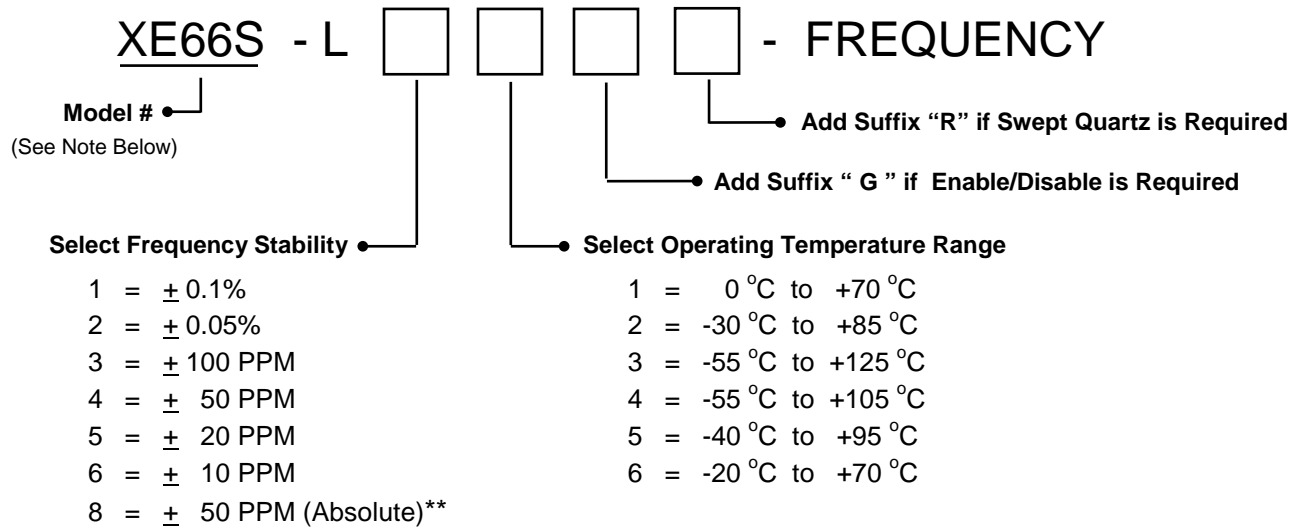 XE66S - L - FREQUENCY
Model #
(See Note Below)
Add Suffix “R” if Swept Quartz is Required
Add Suffix “ G ” if Enable/Disable is Required
Select Frequency Stability
1 = ± 0.1%
2 = ± 0.05%
3 = ± 100 PPM
4 = ± 50 PPM
5 = ± 20 PPM
6 = ± 10 PPM
8 = ± 50 PPM (Absolute)**
Select Operating Temperature Range
1 = 0 °C to +70 °C
2 = -30 °C to +85 °C
3 = -55 °C to +125 °C
4 = -55 °C to +105 °C
5 = -40 °C to +95 °C
6 = -20 °C to +70 °C